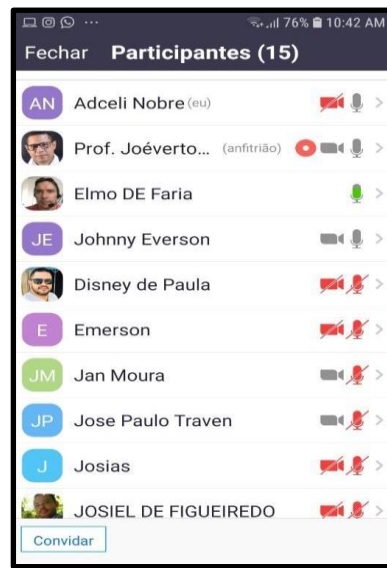 76% 10:42 AM
Fechar Participantes (15)
AN Adceli Nobre (eu)
Prof. Joéverto... (anfitrião)
Elmo DE Faria
JE Johnny Everson
Disney de Paula
E Emerson
JM Jan Moura
JP Jose Paulo Traven
J Josias
JOSIEL DE FIGUEIREDO
Convidar